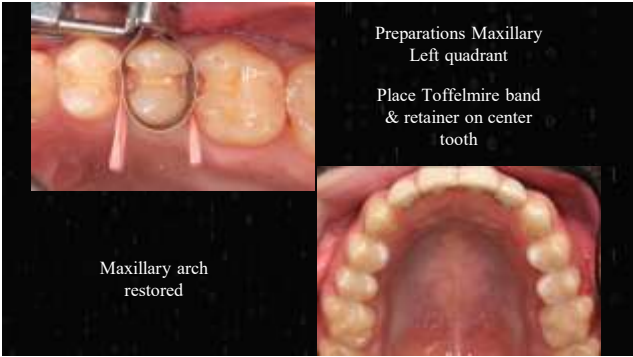 Preparations Maxillary
Left quadrant
Place Toffelmire band
& retainer on center
tooth
Maxillary arch
restored